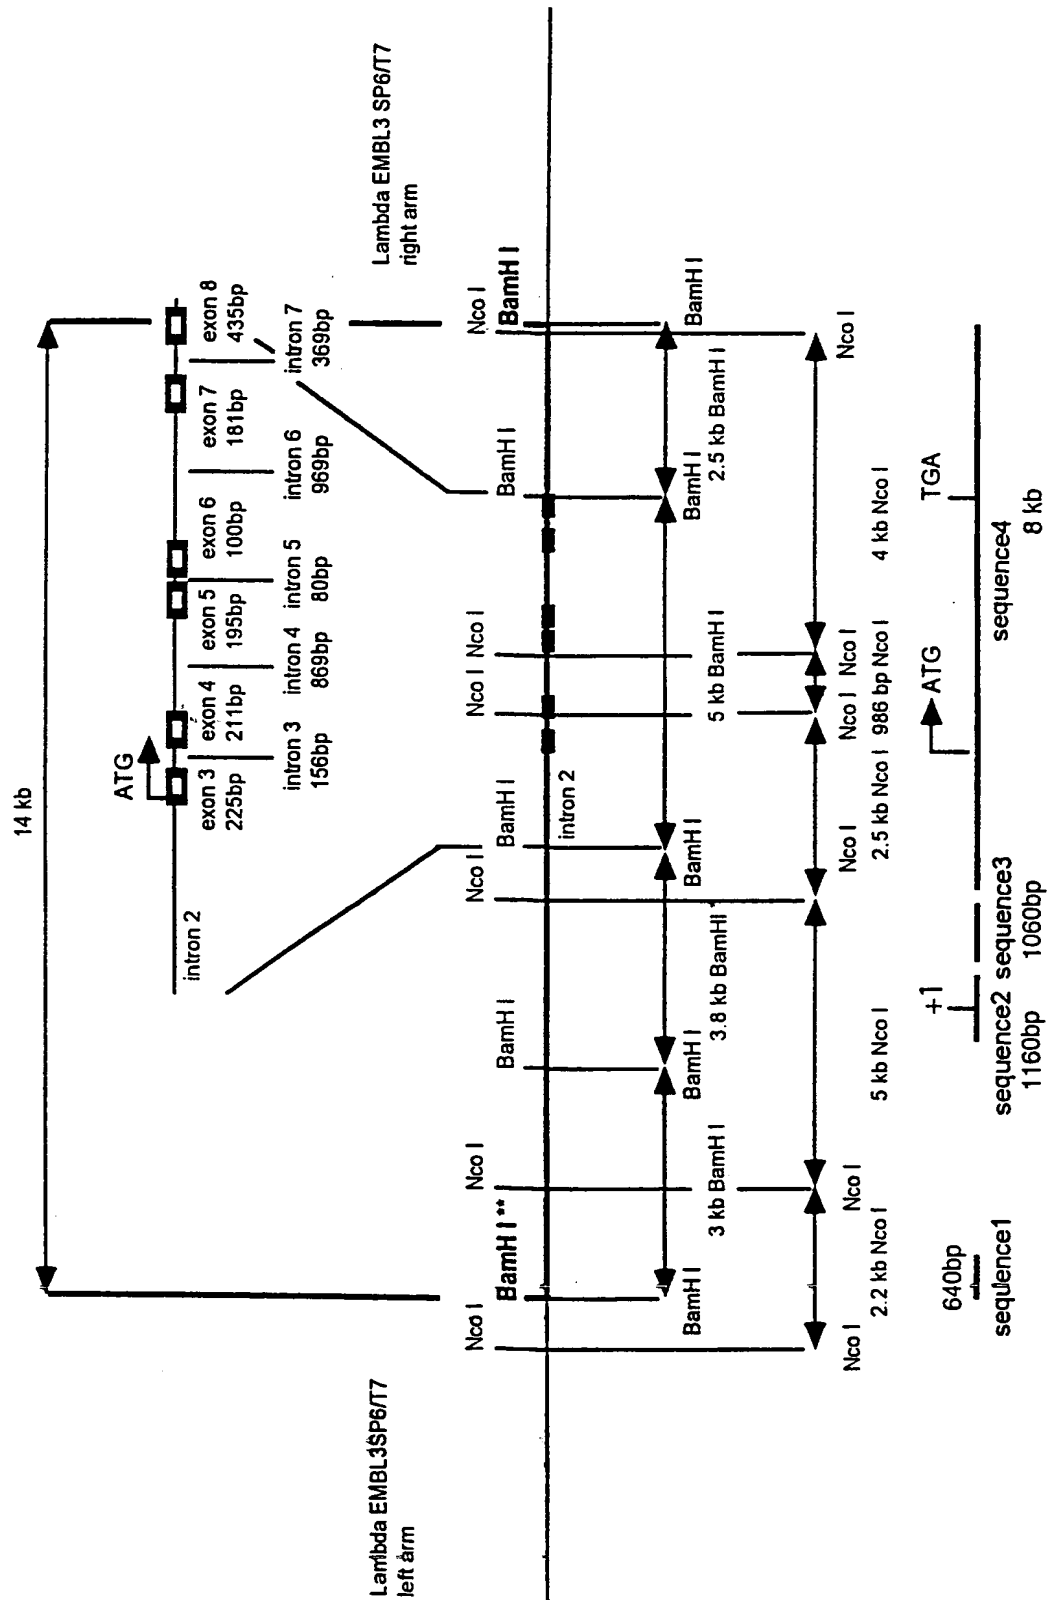 14 kb
ATG
intron 2
exon 3
225bp
exon 4
211bp
exon 5
195bp
exon 6
100bp
exon 7
181bp
exon 8
435bp
intron 3
156bp
intron 4
869bp
intron 5
80bp
intron 6
969bp
intron 7
369bp
Lambda EMBL3SP6/T7
left arm
Lambda EMBL3 SP6/T7
right arm
Nco I
BamH I**
Nco I
BamH I
Nco I
BamH I
Nco I
Nco I
BamH I
Nco I
BamH I
intron 2
BamH I
3 kb BamH I
BamH I
3.8 kb BamHI*
BamH I
5 kb BamH I
BamH I
2.5 kb BamH I
BamH I
Nco I
2.2 kb Nco I
Nco I
5 kb Nco I
Nco I
2.5 kb Nco I
Nco I
986 bp Nco I
Nco I
4 kb Nco I
Nco I
640bp
sequence1
+1
sequence2
1160bp
sequence3
1060bp
ATG
TGA
sequence4
8 kb